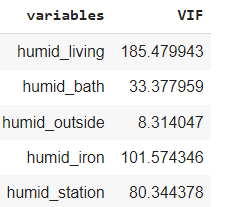 variables VIF
humid_living 185.479943
humid_bath 33.377959
humid_outside 8.314047
humid_iron 101.574346
humid_station 80.344378